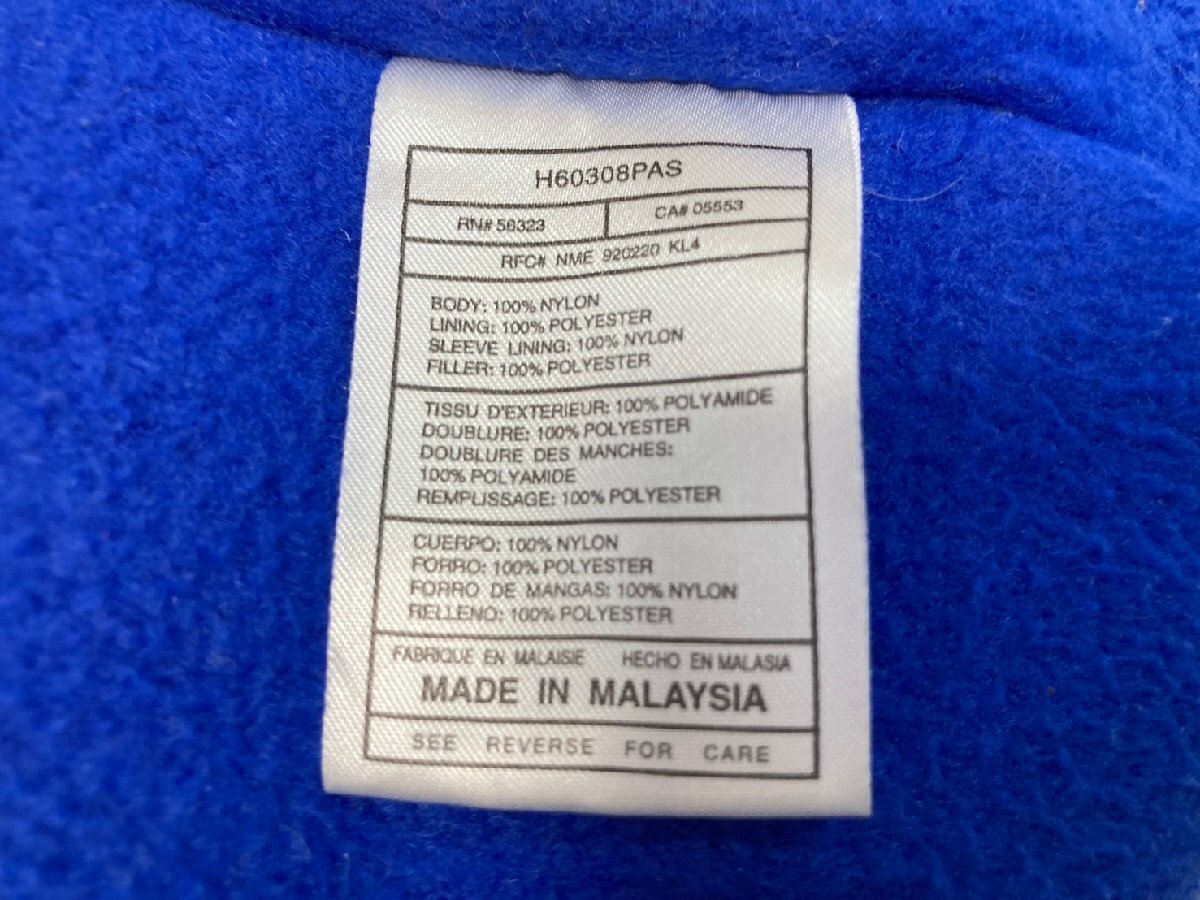 H60308PAS
RN# 56323 CA# 05553
RFC# NME 920220 KL4
BODY: 100% NYLON
LINING: 100% POLYESTER
SLEEVE LINING: 100% NYLON
FILLER: 100% POLYESTER
TISSU D'EXTERIEUR: 100% POLYAMIDE
DOUBLURE: 100% POLYESTER
DOUBLURE DES MANCHES:
100% POLYAMIDE
REMPLISSAGE: 100% POLYESTER
CUERPO: 100% NYLON
FORRO: 100% POLYESTER
FORRO DE MANGAS: 100% NYLON
RELLENO: 100% POLYESTER
FABRIQUE EN MALAISIE HECHO EN MALASIA
MADE IN MALAYSIA
SEE REVERSE FOR CARE